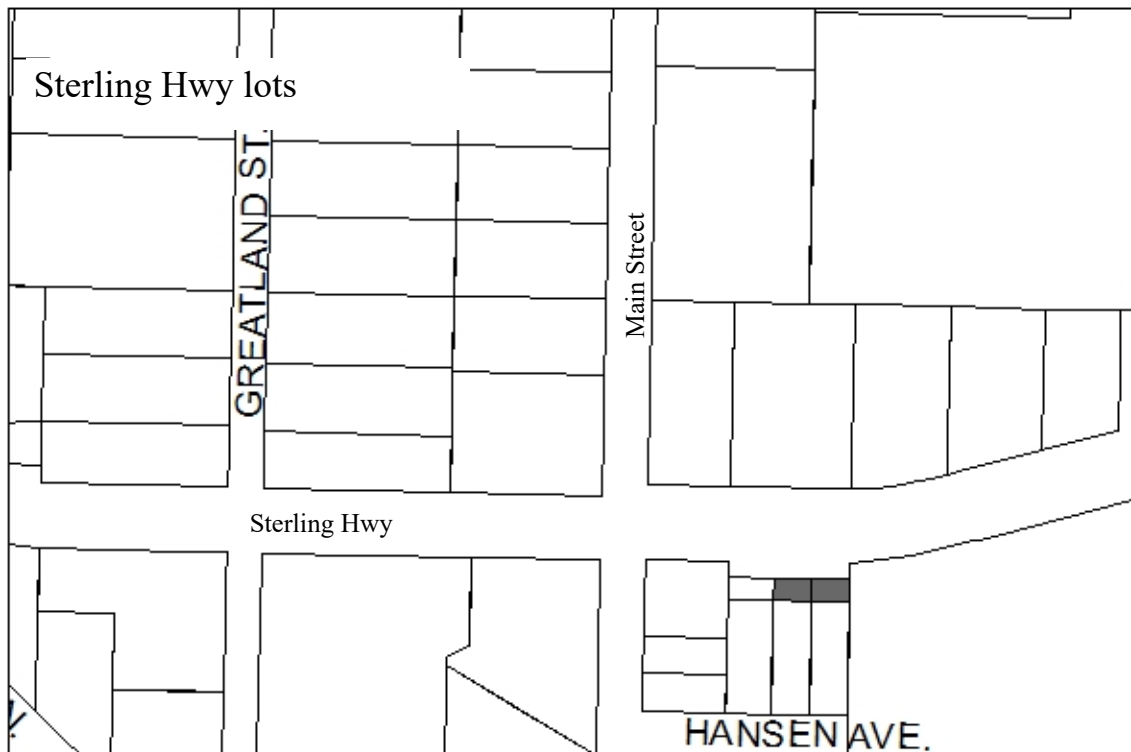 Sterling Hwy lots
GREATLAND ST.
Main Street
Sterling Hwy
HANSEN AVE.